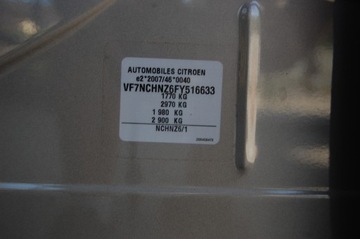 AUTOMOBILES CITROEN
e2*2007/46*0040
VF7NCHNZ6FY516633
1770 KG
2970 KG
1 980 KG
2 900 KG
NCHNZ6/1